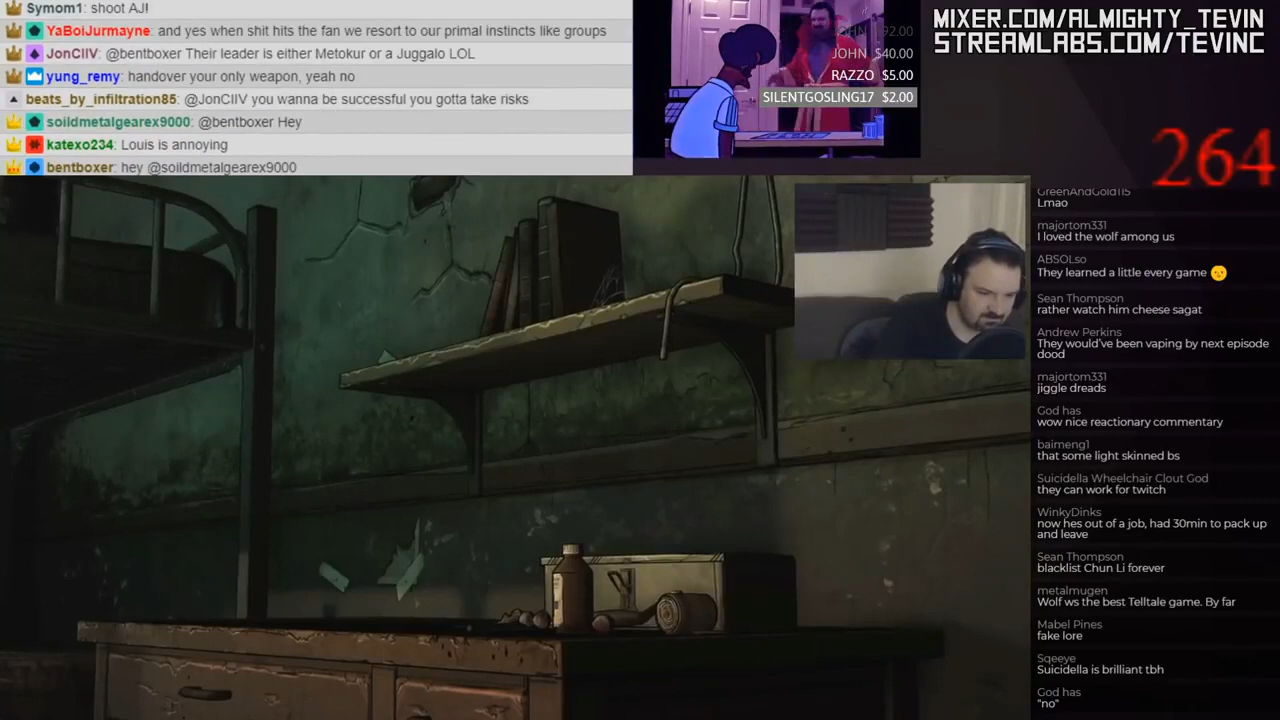 Symom1: shoot AJ!
YaBoiJurmayne: and yes when shit hits the fan we resort to our primal instincts like groups
JonCIIV: @bentboxer Their leader is either Metokur or a Juggalo LOL
yung_remy: handover your only weapon, yeah no
beats_by_infiltration85: @JonCIIV you wanna be successful you gotta take risks
soildmetalgearex9000: @bentboxer Hey
katexo234: Louis is annoying
bentboxer: hey @soildmetalgearex9000
JOHN $92.00
JOHN $40.00
RAZZO $5.00
SILENTGOSLING17 $2.00
MIXER.COM/ALMIGHTY_TEVIN
STREAMLABS.COM/TEVINC
264
GreenAndGold115
Lmao
majortom331
I loved the wolf among us
ABSOLso
They learned a little every game
Sean Thompson
rather watch him cheese sagat
Andrew Perkins
They would've been vaping by next episode
dood
majortom331
jiggle dreads
God has
wow nice reactionary commentary
baimeng1
that some light skinned bs
Suicidella Wheelchair Clout God
they can work for twitch
WinkyDinks
now hes out of a job, had 30min to pack up
and leave
Sean Thompson
blacklist Chun Li forever
metalmugen
Wolf ws the best Telltale game. By far
Mabel Pines
fake lore
Sqeeye
Suicidella is brilliant tbh
God has
"no"